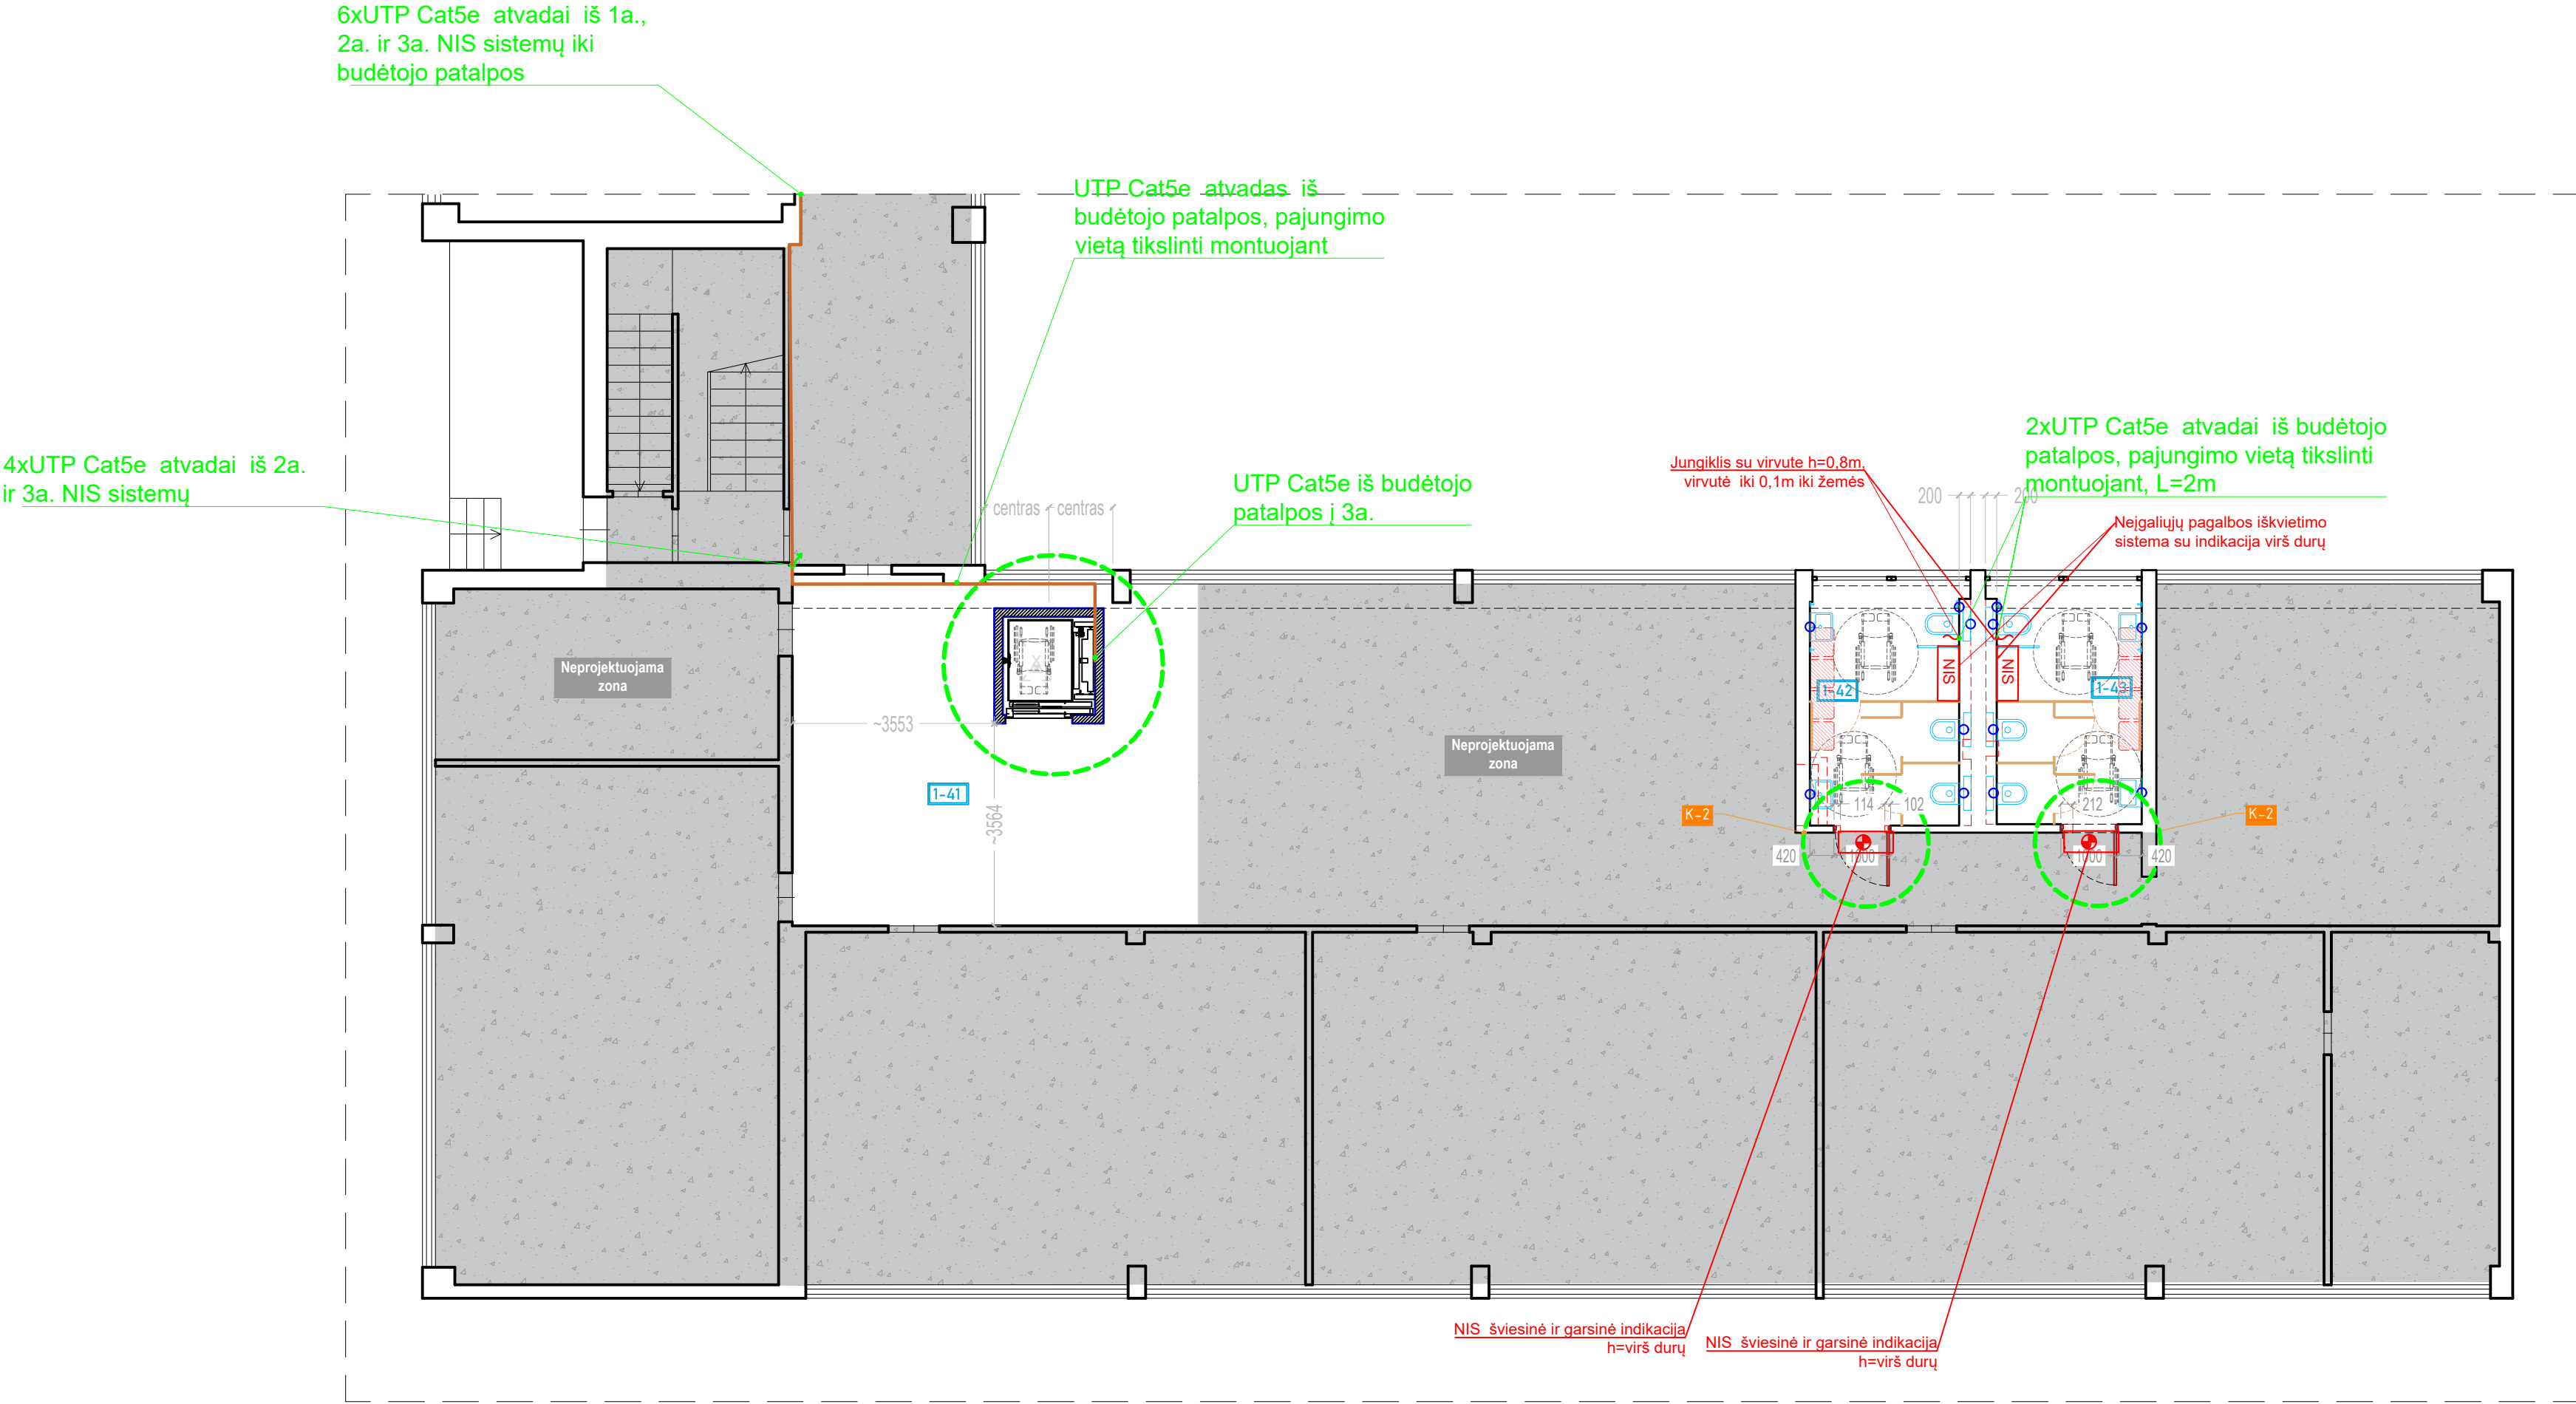 6xUTP Cat5e atvadai iš 1a.,
2a. ir 3a. NIS sistemų iki
budėtojo patalpos
UTP Cat5e atvadas iš
budėtojo patalpos, pajungimo
vietą tikslinti montuojant
4xUTP Cat5e atvadai iš 2a.
ir 3a. NIS sistemų
UTP Cat5e iš budėtojo
patalpos į 3a.
centras
centras
Jungiklis su virvute h=0,8m,
virvutė iki 0,1m iki žemės
2xUTP Cat5e atvadai iš budėtojo
patalpos, pajungimo vietą tikslinti
montuojant, L=2m
200
200
Neįgaliųjų pagalbos iškvietimo
sistema su indikacija virš durų
Neprojektuojama
zona
~3553
1-41
~3564
Neprojektuojama
zona
NIS
NIS
1-42
1-43
K-2
114
102
212
K-2
420
1000
1000
420
NIS šviesinė ir garsinė indikacija
h=virš durų
NIS šviesinė ir garsinė indikacija
h=virš durų